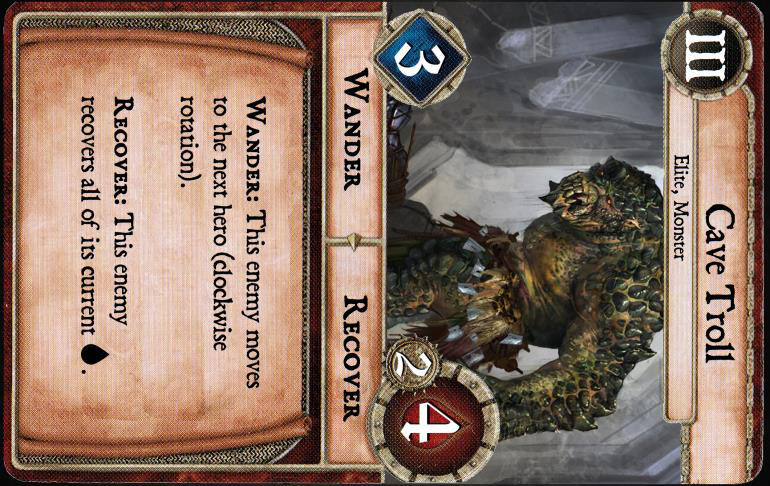 III
Cave Troll
Elite, Monster
3
2
4
WANDER
RECOVER
WANDER: This enemy moves
to the next hero (clockwise
rotation).
RECOVER: This enemy
recovers all of its current .